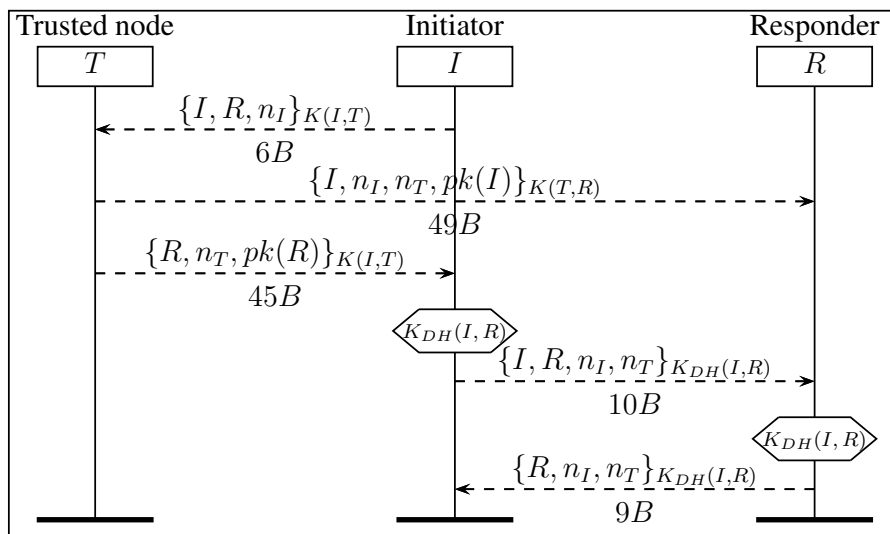 Trusted node Initiator Responder
T I R
{I, R, n_I}_{K(I,T)}
6B
{I, n_I, n_T, pk(I)}_{K(T,R)}
49B
{R, n_T, pk(R)}_{K(I,T)}
45B
K_{DH}(I, R)
{I, R, n_I, n_T}_{K_{DH}(I,R)}
10B
K_{DH}(I, R)
{R, n_I, n_T}_{K_{DH}(I,R)}
9B